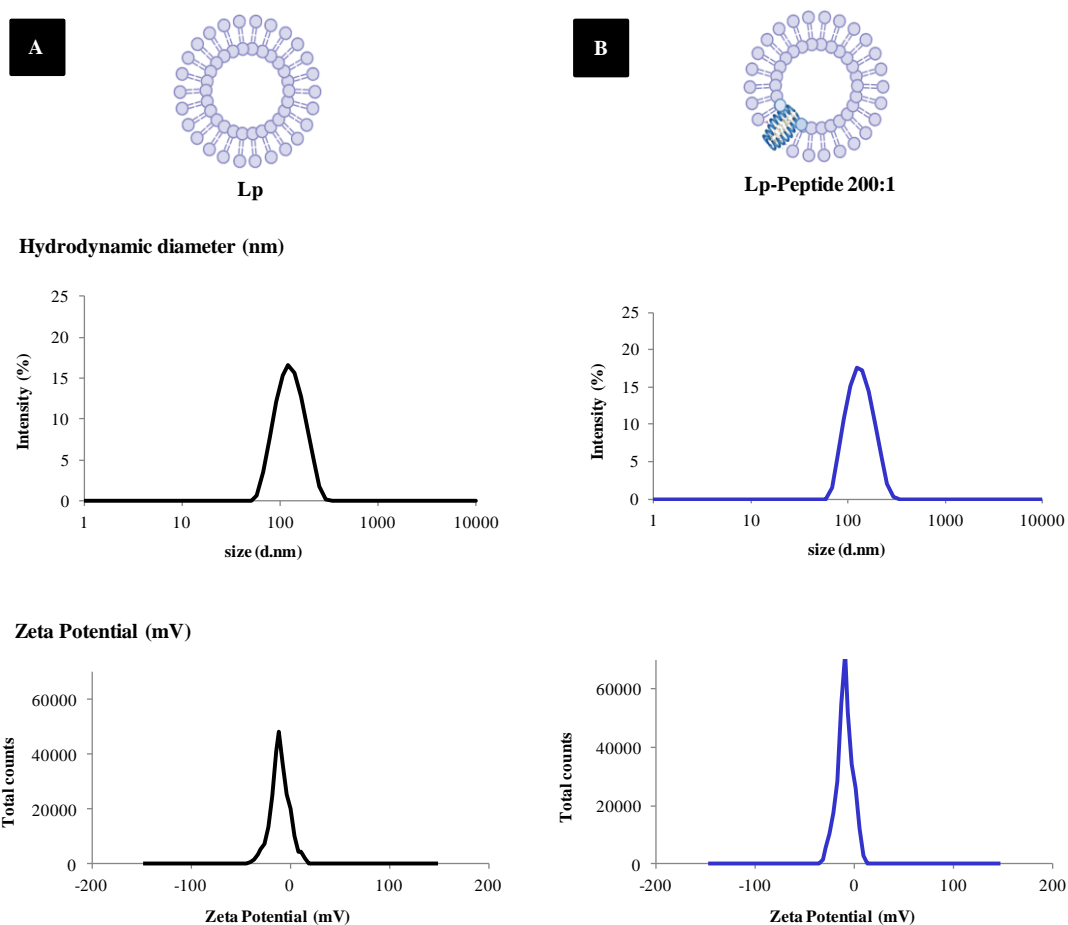 A
B
Lp
Lp-Peptide 200:1
Hydrodynamic diameter (nm)
25
20
15
10
5
0
Intensity (%)
1 10 100 1000 10000
size (d.nm)
25
20
15
10
5
0
Intensity (%)
1 10 100 1000 10000
size (d.nm)
Zeta Potential (mV)
60000
40000
20000
0
Total counts
-200 -100 0 100 200
Zeta Potential (mV)
60000
40000
20000
0
Total counts
-200 -100 0 100 200
Zeta Potential (mV)